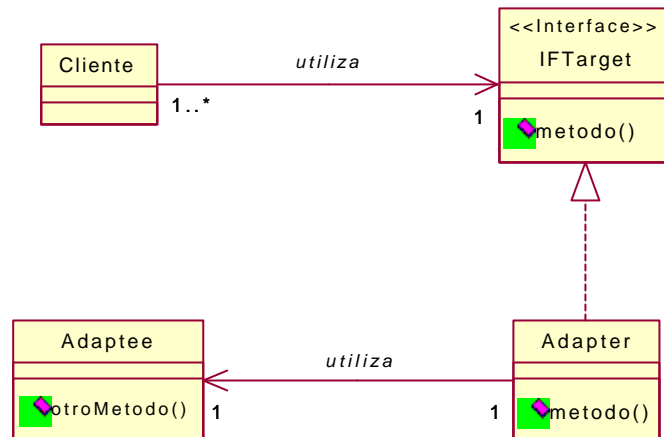 <<Interface>>
Cliente
utiliza
IFTarget
1..*
1
metodo()
Adaptee
utiliza
Adapter
otroMetodo()
1
1
metodo()